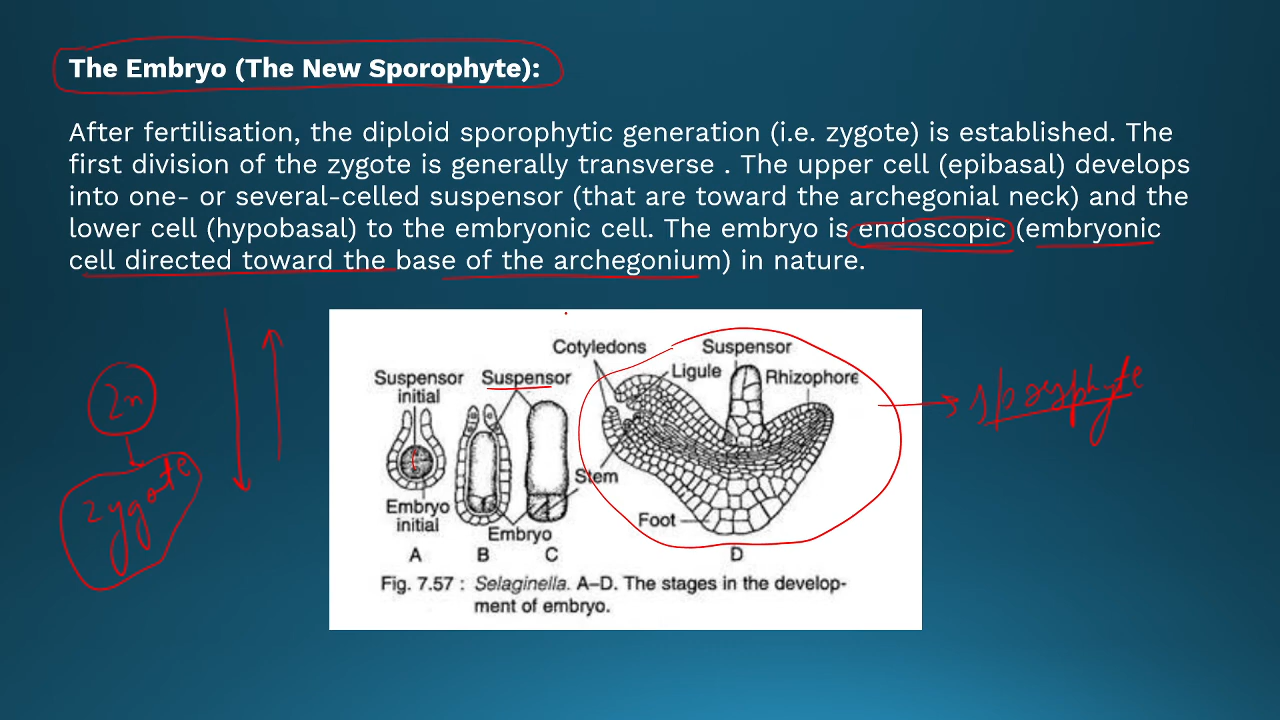 The Embryo (The New Sporophyte):
After fertilisation, the diploid sporophytic generation (i.e. zygote) is established. The
first division of the zygote is generally transverse . The upper cell (epibasal) develops
into one- or several-celled suspensor (that are toward the archegonial neck) and the
lower cell (hypobasal) to the embryonic cell. The embryo is endoscopic (embryonic
cell directed toward the base of the archegonium) in nature.
2n
zygote
Suspensor
initial
Suspensor
Cotyledons
Ligule
Suspensor
Rhizophore
Stem
Embryo
initial
Embryo
Foot
A
B
C
D
Fig. 7.57 : Selaginella. A–D. The stages in the develop-
ment of embryo.
sporophyte